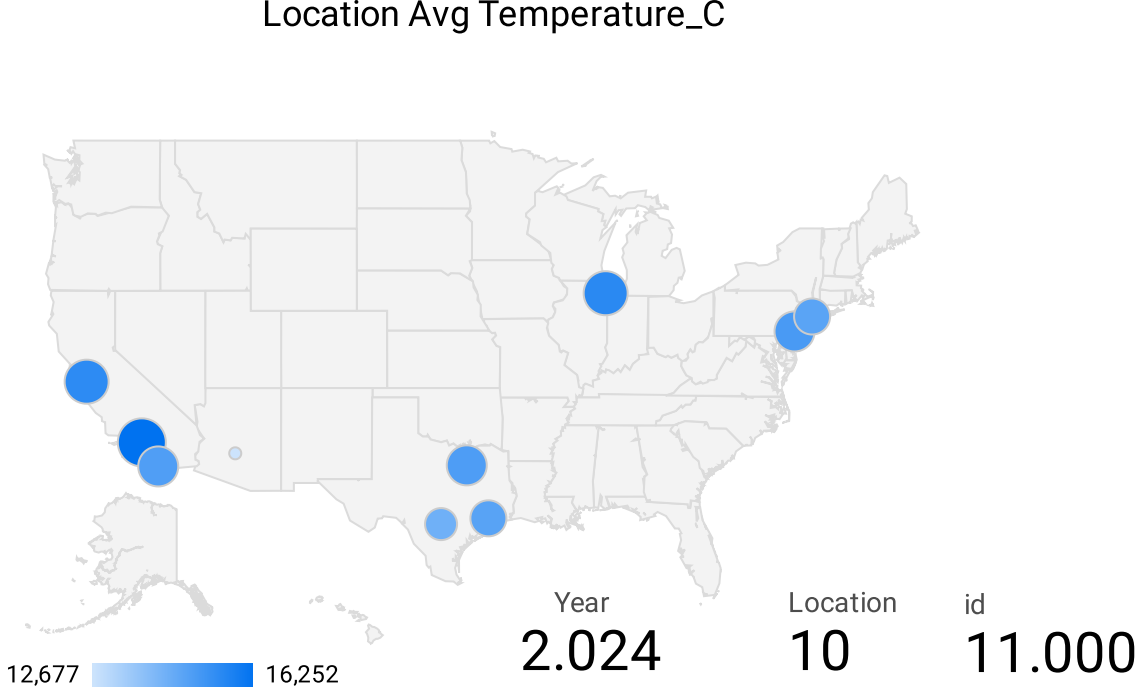 Location Avg Temperature_C
Year
2.024
Location
10
id
11.000
12,677
16,252